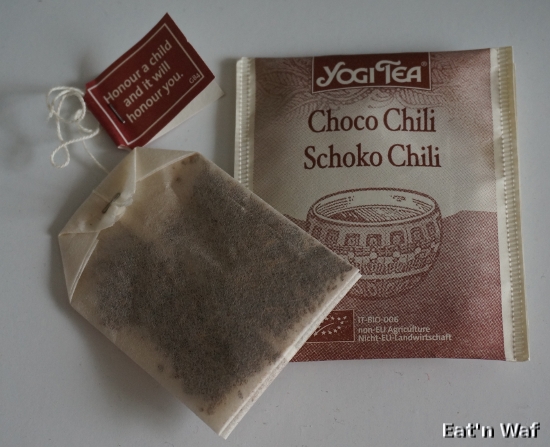 Honour a child
and it will
honour you.
YOGI TEA®
Choco Chili
Schoko Chili
IT-BIO-006
non-EU Agriculture
Nicht-EU-Landwirtschaft
Eat'n Waf